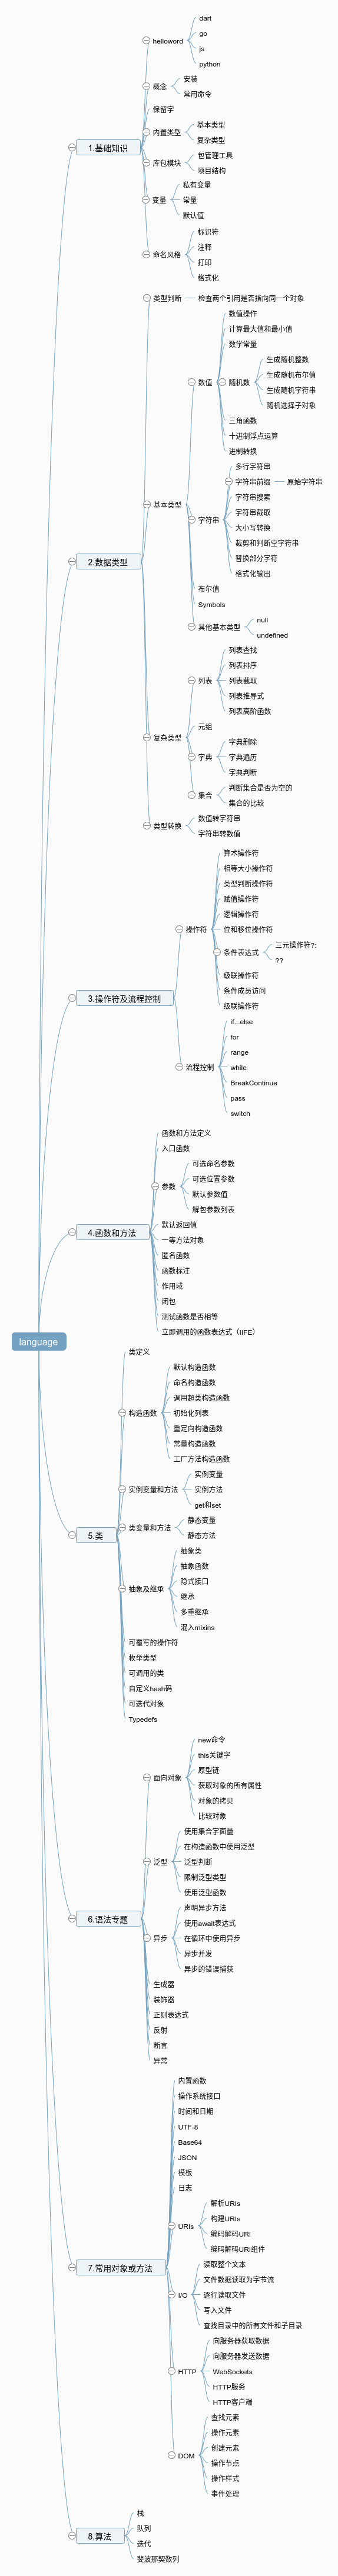 language
1.基础知识
helloword
dart
go
js
python
概念
安装
常用命令
保留字
内置类型
基本类型
复杂类型
库包模块
包管理工具
项目结构
变量
私有变量
常量
默认值
命名风格
标识符
注释
打印
格式化
2.数据类型
类型判断
检查两个引用是否指向同一个对象
基本类型
数值
数值操作
计算最大值和最小值
数学常量
随机数
生成随机整数
生成随机布尔值
生成随机字符串
随机选择子对象
三角函数
十进制浮点运算
进制转换
字符串
多行字符串
字符串前缀
原始字符串
字符串搜索
字符串截取
大小写转换
裁剪和判断空字符串
替换部分字符
格式化输出
布尔值
Symbols
其他基本类型
null
undefined
复杂类型
列表
列表查找
列表排序
列表截取
列表推导式
列表高阶函数
元组
字典
字典删除
字典遍历
字典判断
集合
判断集合是否为空的
集合的比较
类型转换
数值转字符串
字符串转数值
3.操作符及流程控制
操作符
算术操作符
相等大小操作符
类型判断操作符
赋值操作符
逻辑操作符
位和移位操作符
条件表达式
三元操作符?:
??
级联操作符
条件成员访问
级联操作符
流程控制
if...else
for
range
while
BreakContinue
pass
switch
4.函数和方法
函数和方法定义
入口函数
参数
可选命名参数
可选位置参数
默认参数值
解包参数列表
默认返回值
一等方法对象
匿名函数
函数标注
作用域
闭包
测试函数是否相等
立即调用的函数表达式（IIFE）
5.类
类定义
构造函数
默认构造函数
命名构造函数
调用超类构造函数
初始化列表
重定向构造函数
常量构造函数
工厂方法构造函数
实例变量和方法
实例变量
实例方法
get和set
类变量和方法
静态变量
静态方法
抽象及继承
抽象类
抽象函数
隐式接口
继承
多重继承
混入mixins
可覆写的操作符
枚举类型
可调用的类
自定义hash码
可迭代对象
Typedefs
6.语法专题
面向对象
new命令
this关键字
原型链
获取对象的所有属性
对象的拷贝
比较对象
泛型
使用集合字面量
在构造函数中使用泛型
泛型判断
限制泛型类型
使用泛型函数
异步
声明异步方法
使用await表达式
在循环中使用异步
异步并发
异步的错误捕获
生成器
装饰器
正则表达式
反射
断言
异常
7.常用对象或方法
内置函数
操作系统接口
时间和日期
UTF-8
Base64
JSON
模板
日志
URIs
解析URIs
构建URIs
编码解码URI
编码解码URI组件
I/O
读取整个文本
文件数据读取为字节流
逐行读取文件
写入文件
查找目录中的所有文件和子目录
HTTP
向服务器获取数据
向服务器发送数据
WebSockets
HTTP服务
HTTP客户端
DOM
查找元素
操作元素
创建元素
操作节点
操作样式
事件处理
8.算法
栈
队列
迭代
斐波那契数列